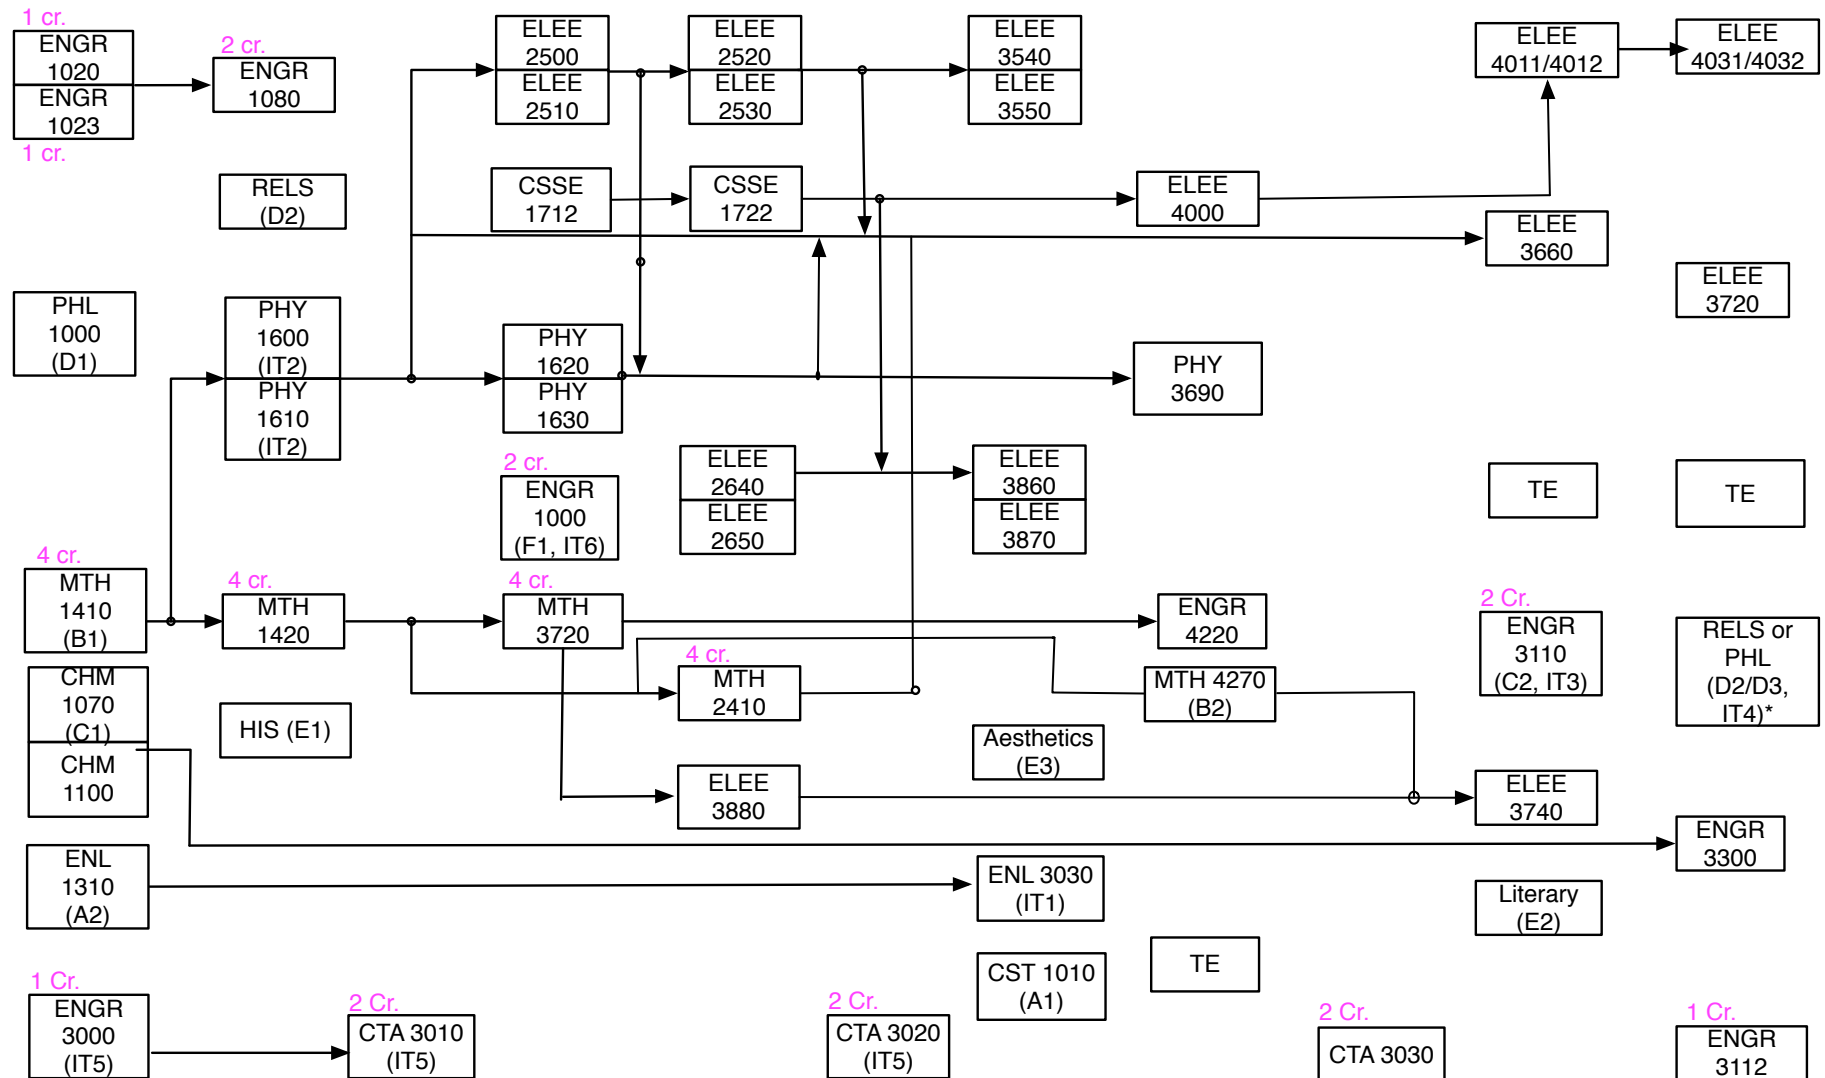 1 cr.
ENGR
1020
ENGR
1023
1 cr.
2 cr.
ENGR
1080
ELEE
2500
ELEE
2510
ELEE
2520
ELEE
2530
ELEE
3540
ELEE
3550
ELEE
4011/4012
ELEE
4031/4032
RELS
(D2)
CSSE
1712
CSSE
1722
ELEE
4000
ELEE
3660
ELEE
3720
PHL
1000
(D1)
PHY
1600
(IT2)
PHY
1610
(IT2)
PHY
1620
PHY
1630
PHY
3690
2 cr.
ENGR
1000
(F1, IT6)
ELEE
2640
ELEE
2650
ELEE
3860
ELEE
3870
TE
TE
4 cr.
MTH
1410
(B1)
4 cr.
MTH
1420
4 cr.
MTH
3720
ENGR
4220
2 Cr.
ENGR
3110
(C2, IT3)
RELS or
PHL
(D2/D3,
IT4)*
CHM
1070
(C1)
CHM
1100
HIS (E1)
4 cr.
MTH
2410
MTH 4270
(B2)
Aesthetics
(E3)
ELEE
3880
ELEE
3740
ENGR
3300
ENL
1310
(A2)
ENL 3030
(IT1)
Literary
(E2)
CST 1010
(A1)
TE
1 Cr.
ENGR
3000
(IT5)
2 Cr.
CTA 3010
(IT5)
2 Cr.
CTA 3020
(IT5)
2 Cr.
CTA 3030
1 Cr.
ENGR
3112